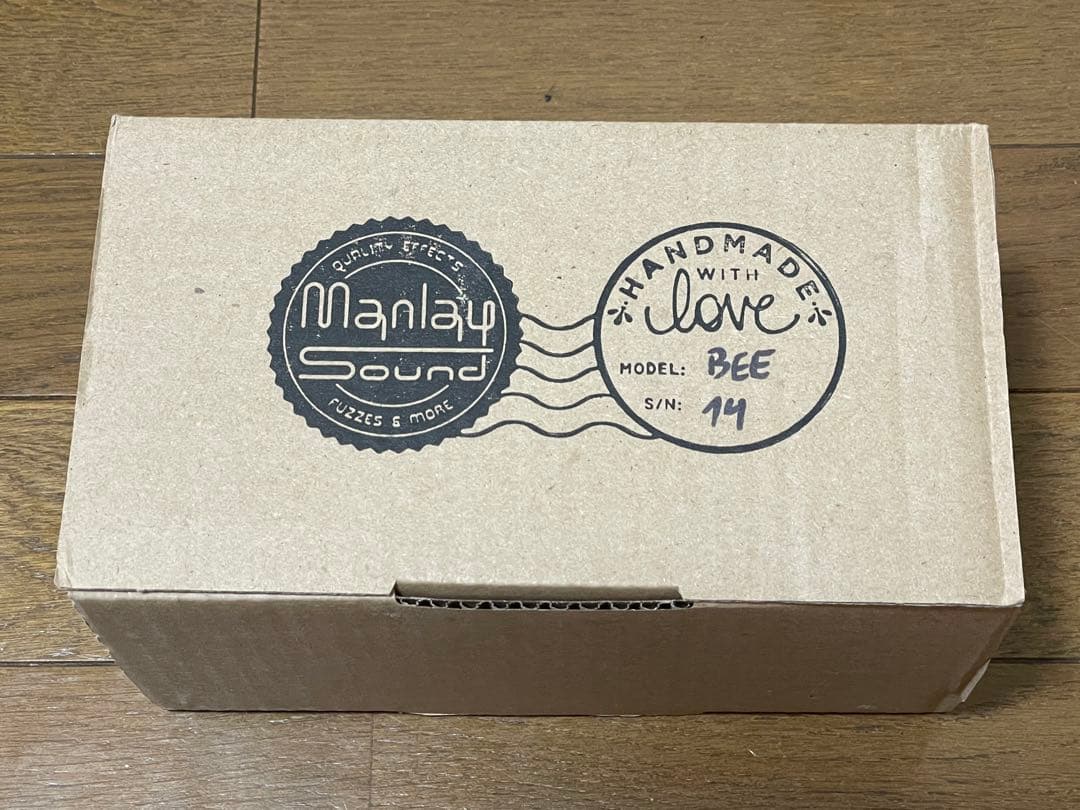 QUALITY EFFECTS
Manlay
Sound
FUZZES & MORE
HANDMADE
WITH
love
MODEL: BEE
S/N: 14